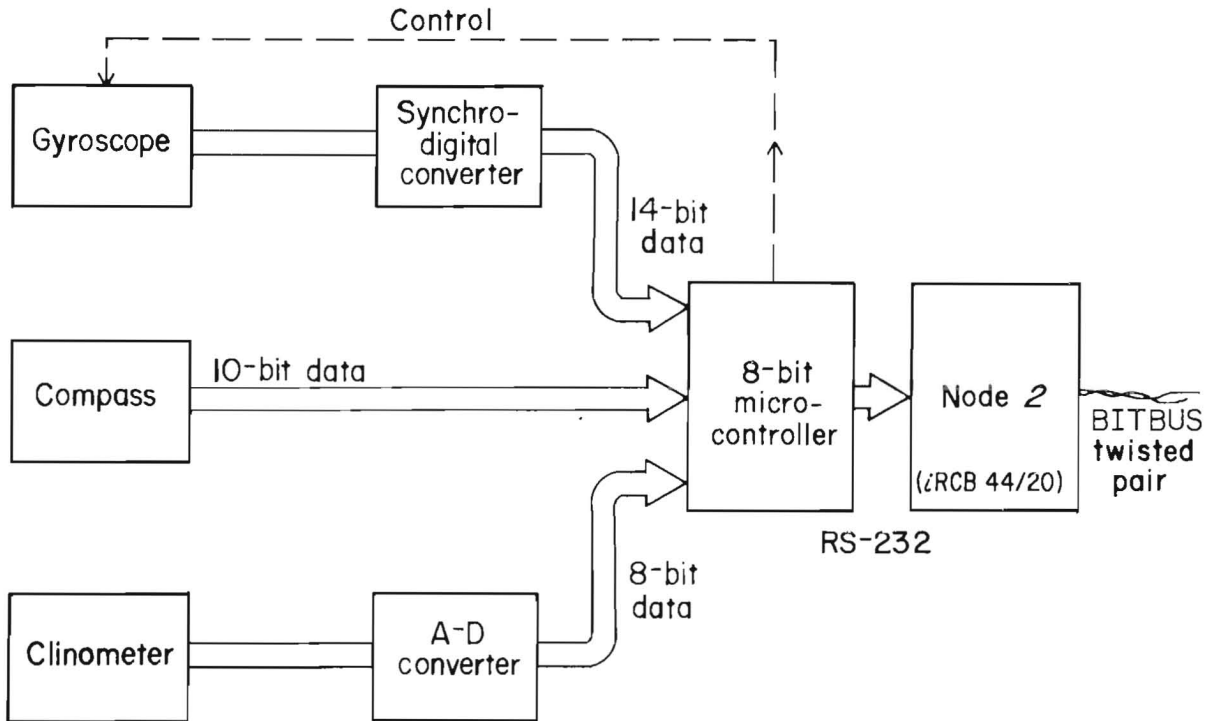 Control
Gyroscope
Synchro-
digital
converter
14-bit
data
Compass
10-bit data
8-bit
micro-
controller
Node 2
(iRCB 44/20)
BITBUS
twisted
pair
RS-232
Clinometer
A-D
converter
8-bit
data